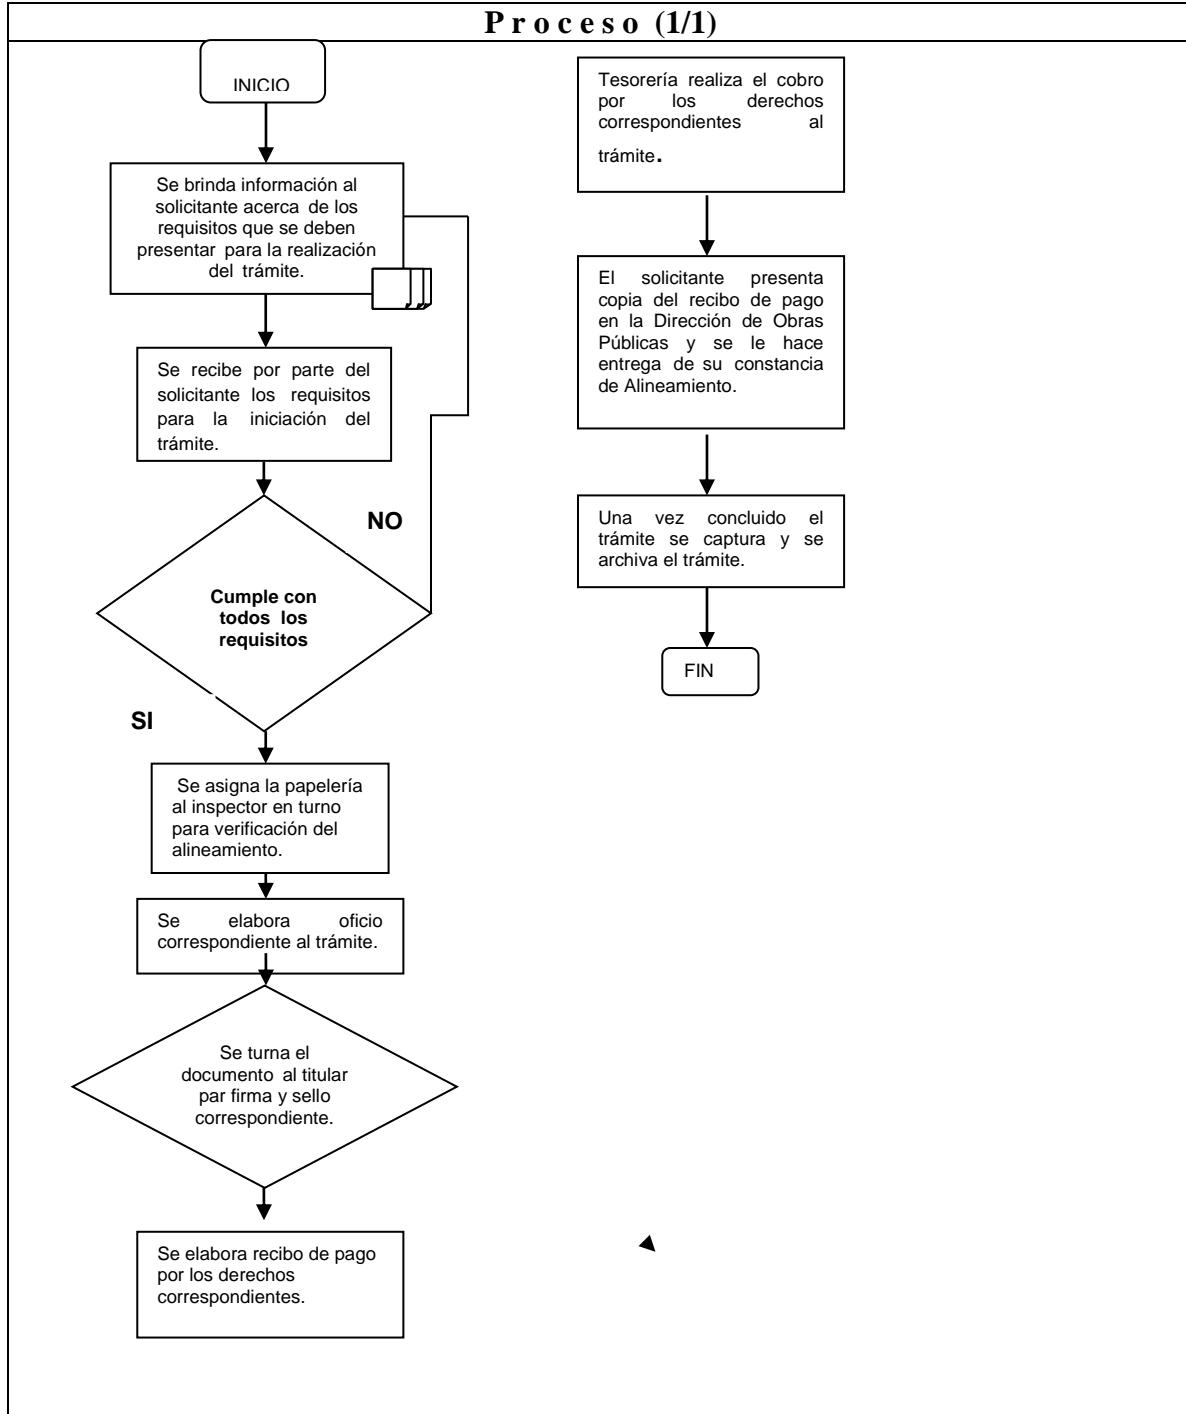 P r o c e s o (1/1)
INICIO
Se brinda información al
solicitante acerca de los
requisitos que se deben
presentar para la realización
del trámite.
Se recibe por parte del
solicitante los requisitos
para la iniciación del
trámite.
NO
Cumple con
todos los
requisitos
SI
Se asigna la papelería
al inspector en turno
para verificación del
alineamiento.
Se elabora oficio
correspondiente al trámite.
Se turna el
documento al titular
par firma y sello
correspondiente.
Se elabora recibo de pago
por los derechos
correspondientes.
Tesorería realiza el cobro
por los derechos
correspondientes al
trámite.
El solicitante presenta
copia del recibo de pago
en la Dirección de Obras
Públicas y se le hace
entrega de su constancia
de Alineamiento.
Una vez concluido el
trámite se captura y se
archiva el trámite.
FIN